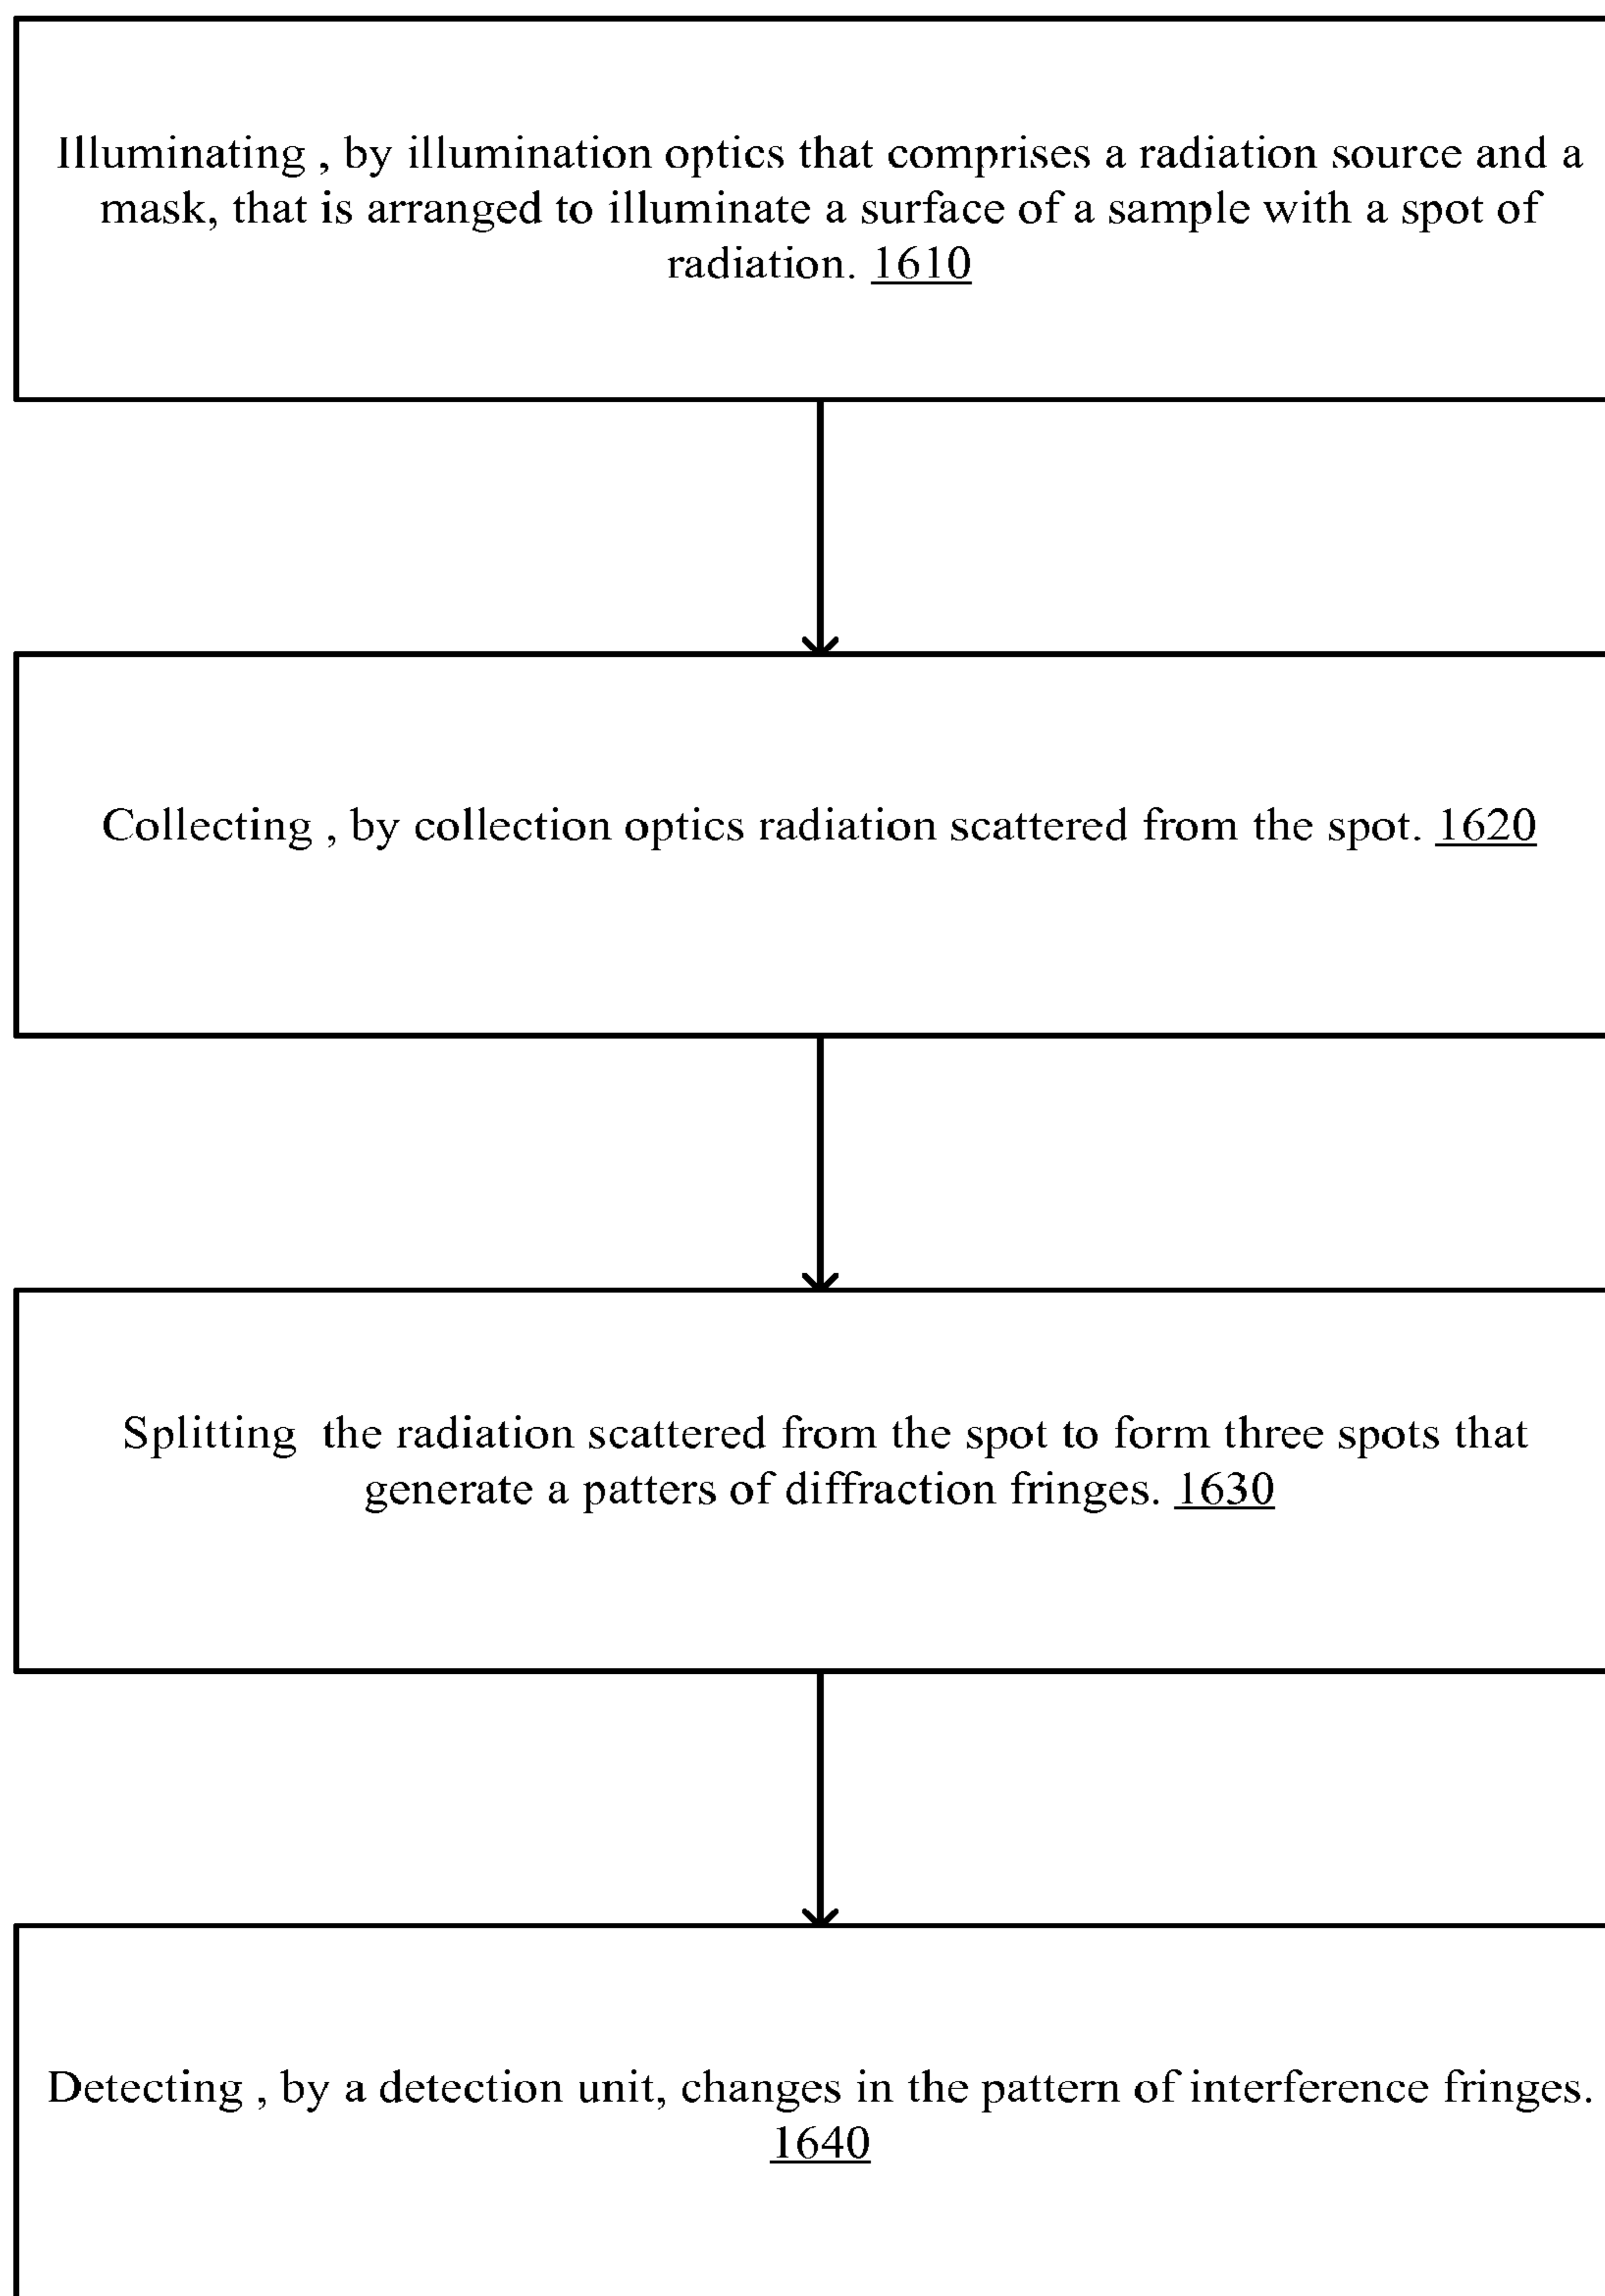 Illuminating , by illumination optics that comprises a radiation source and a
mask, that is arranged to illuminate a surface of a sample with a spot of
radiation. 1610
Collecting , by collection optics radiation scattered from the spot. 1620
Splitting  the radiation scattered from the spot to form three spots that
generate a patters of diffraction fringes. 1630
Detecting , by a detection unit, changes in the pattern of interference fringes.
1640